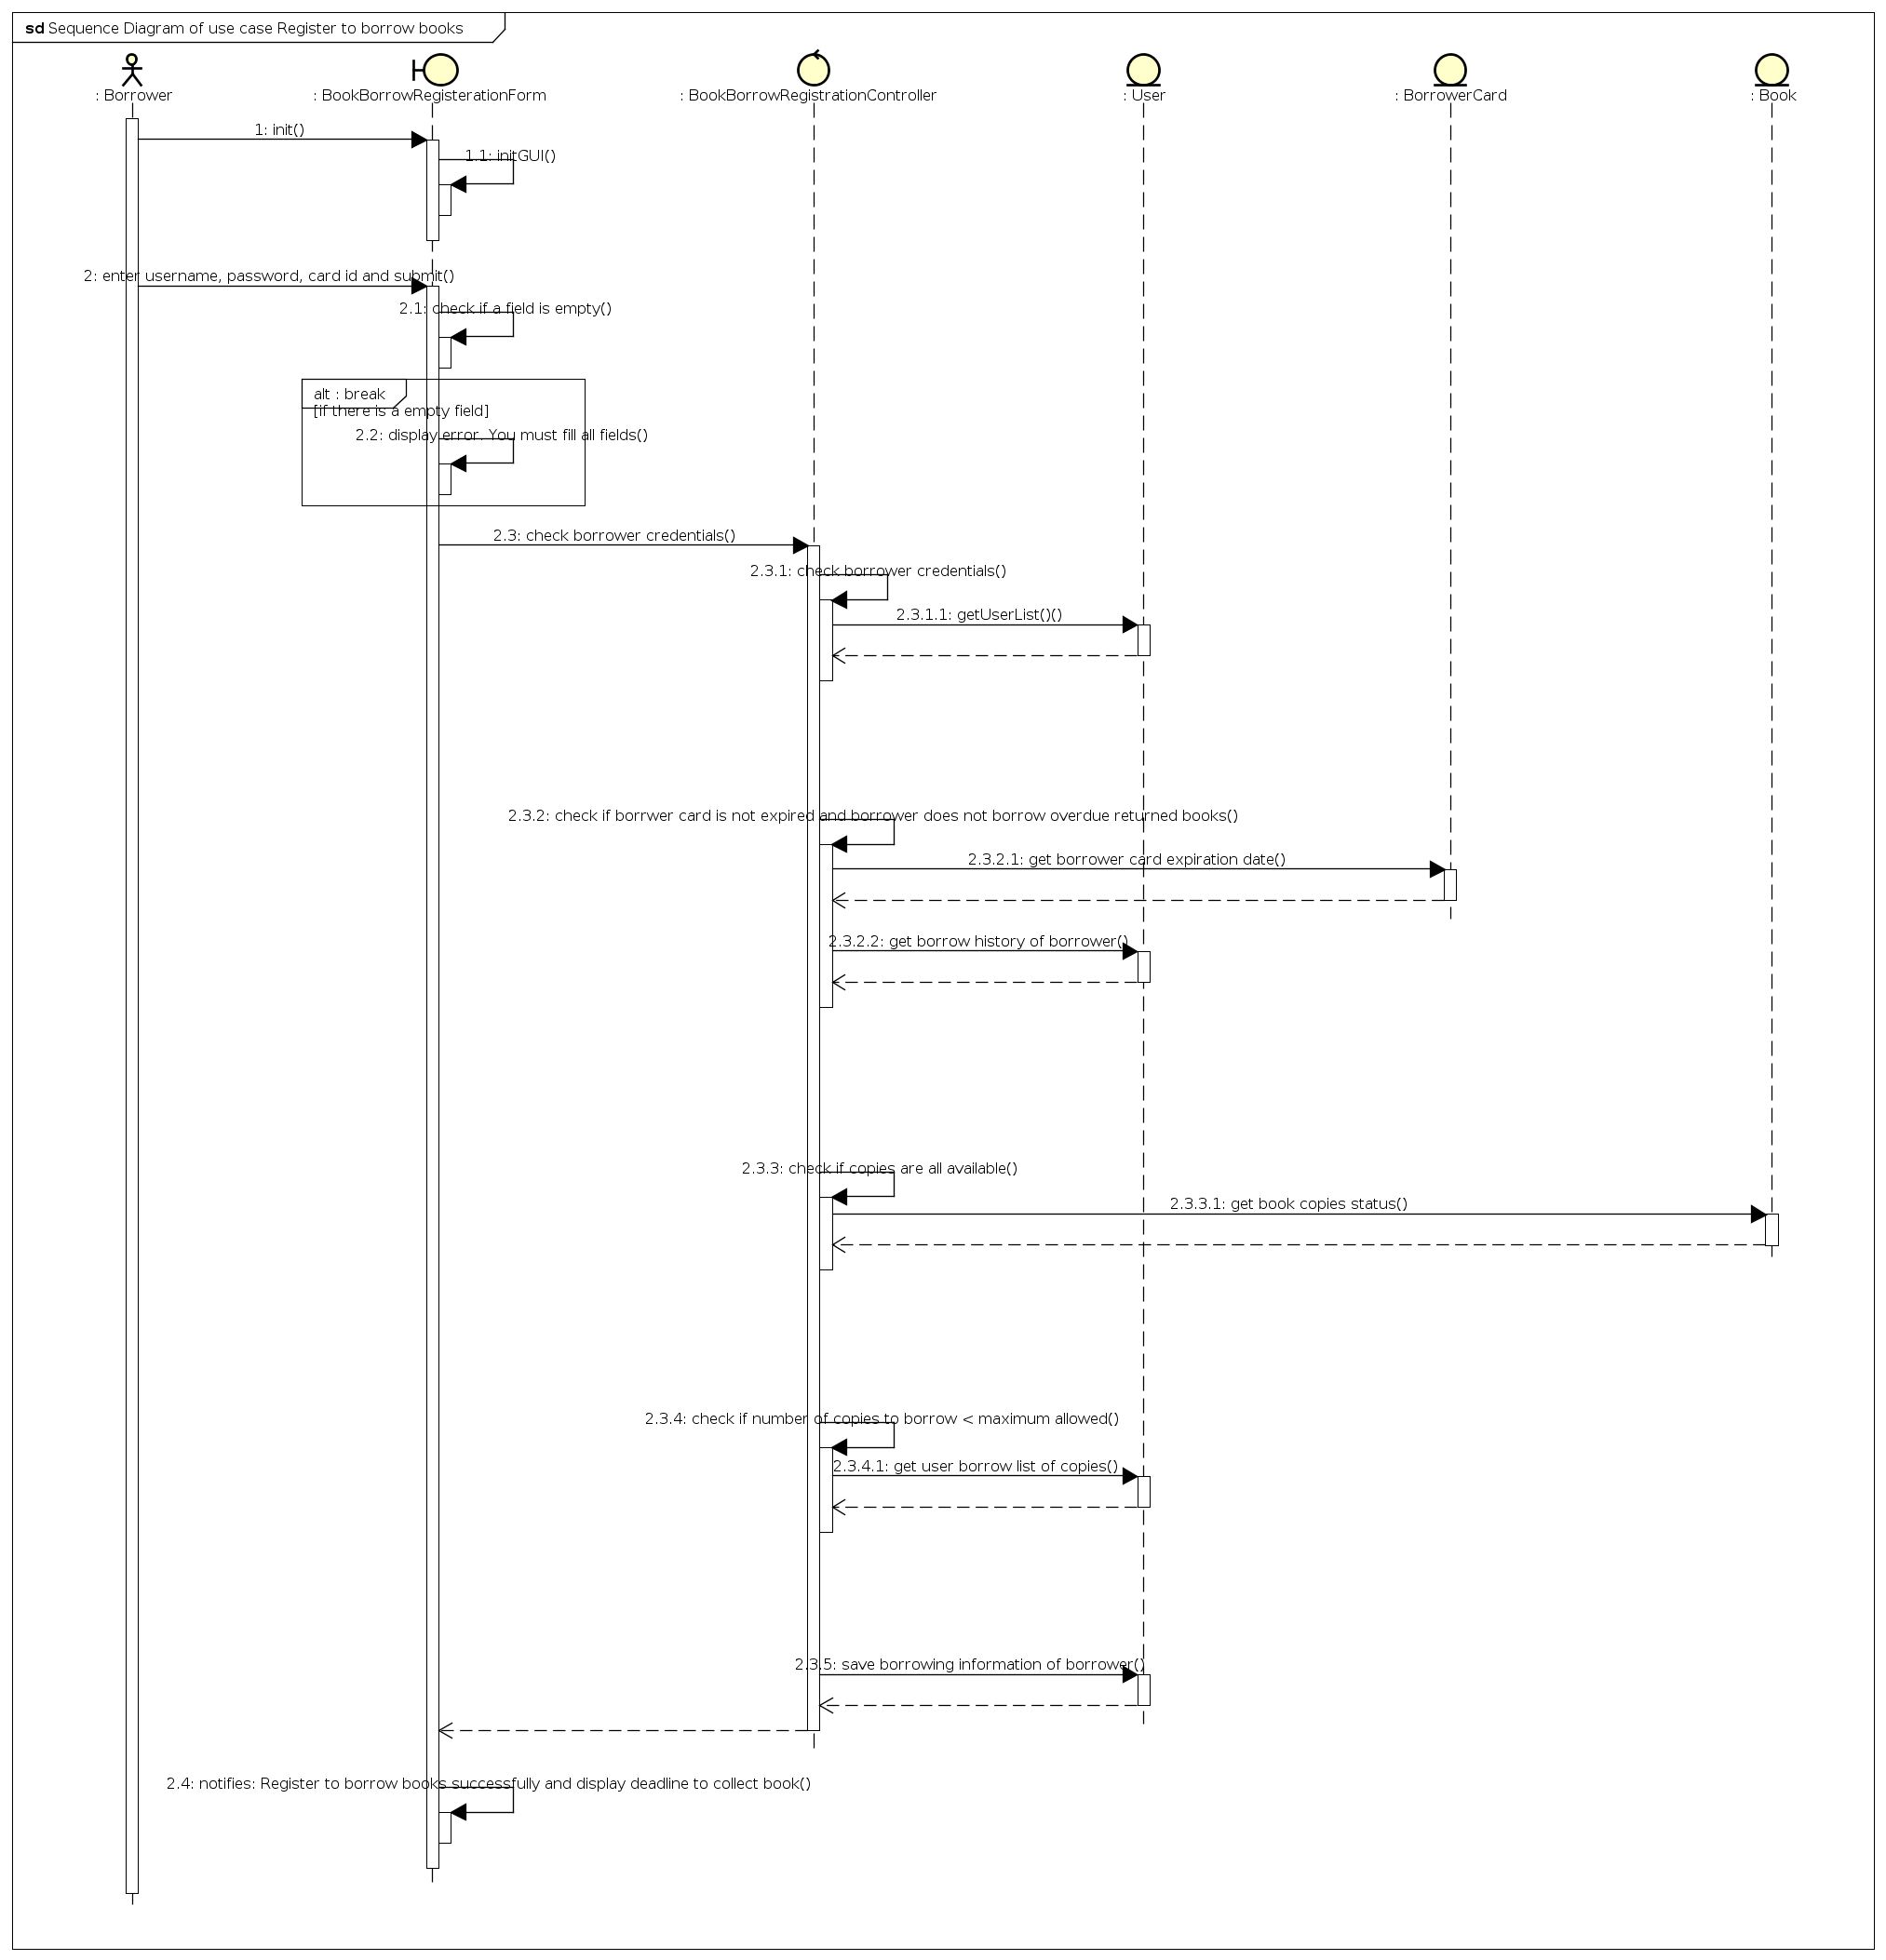 sd Sequence Diagram of use case Register to borrow books
: Borrower
: BookBorrowRegisterationForm
: BookBorrowRegistrationController
: User
: BorrowerCard
: Book
1: init()
1.1: initGUI()
2: enter username, password, card id and submit()
2.1: check if a field is empty()
alt : break
[if there is a empty field]
2.2: display error. You must fill all fields()
2.3: check borrower credentials()
2.3.1: check borrower credentials()
2.3.1.1: getUserList()()
2.3.2: check if borrwer card is not expired and borrower does not borrow overdue returned books()
2.3.2.1: get borrower card expiration date()
2.3.2.2: get borrow history of borrower()
2.3.3: check if copies are all available()
2.3.3.1: get book copies status()
2.3.4: check if number of copies to borrow < maximum allowed()
2.3.4.1: get user borrow list of copies()
2.3.5: save borrowing information of borrower()
2.4: notifies: Register to borrow books successfully and display deadline to collect book()